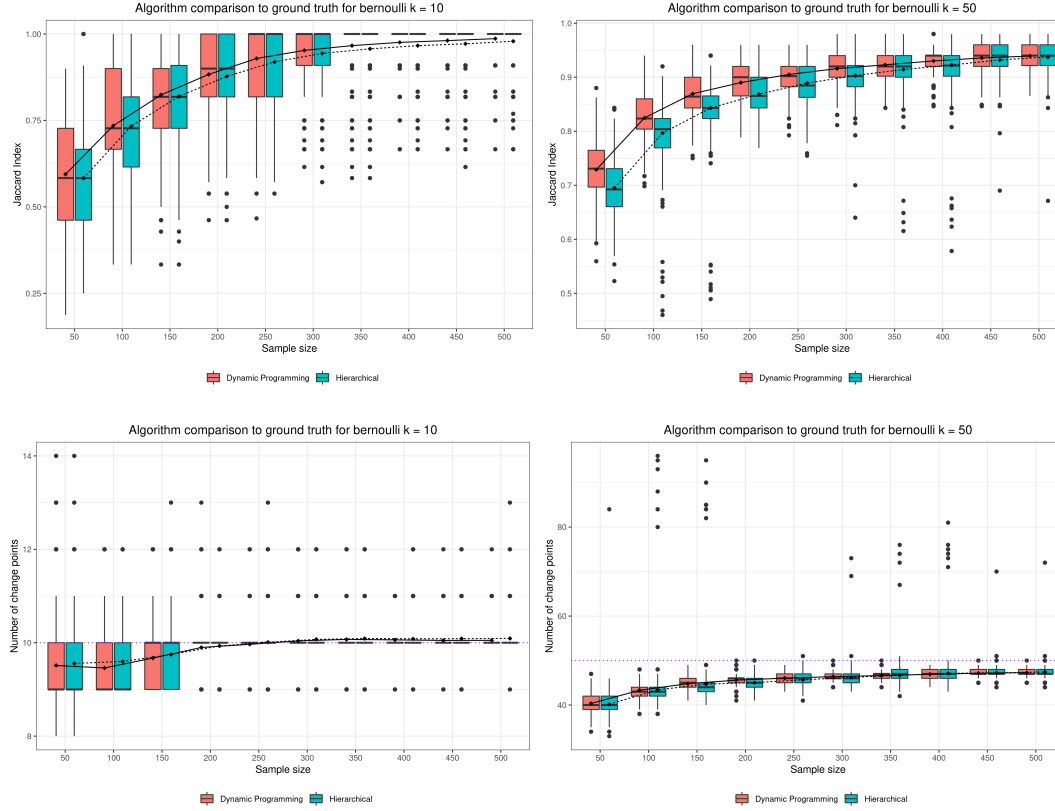 Algorithm comparison to ground truth for bernoulli k = 10
Jaccard Index
1.00
0.75
0.50
0.25
50 100 150 200 250 300 350 400 450 500
Sample size
Dynamic Programming Hierarchical
Algorithm comparison to ground truth for bernoulli k = 50
Jaccard Index
1.0
0.9
0.8
0.7
0.6
0.5
50 100 150 200 250 300 350 400 450 500
Sample size
Dynamic Programming Hierarchical
Algorithm comparison to ground truth for bernoulli k = 10
Number of change points
14
12
10
8
50 100 150 200 250 300 350 400 450 500
Sample size
Dynamic Programming Hierarchical
Algorithm comparison to ground truth for bernoulli k = 50
Number of change points
80
60
40
50 100 150 200 250 300 350 400 450 500
Sample size
Dynamic Programming Hierarchical